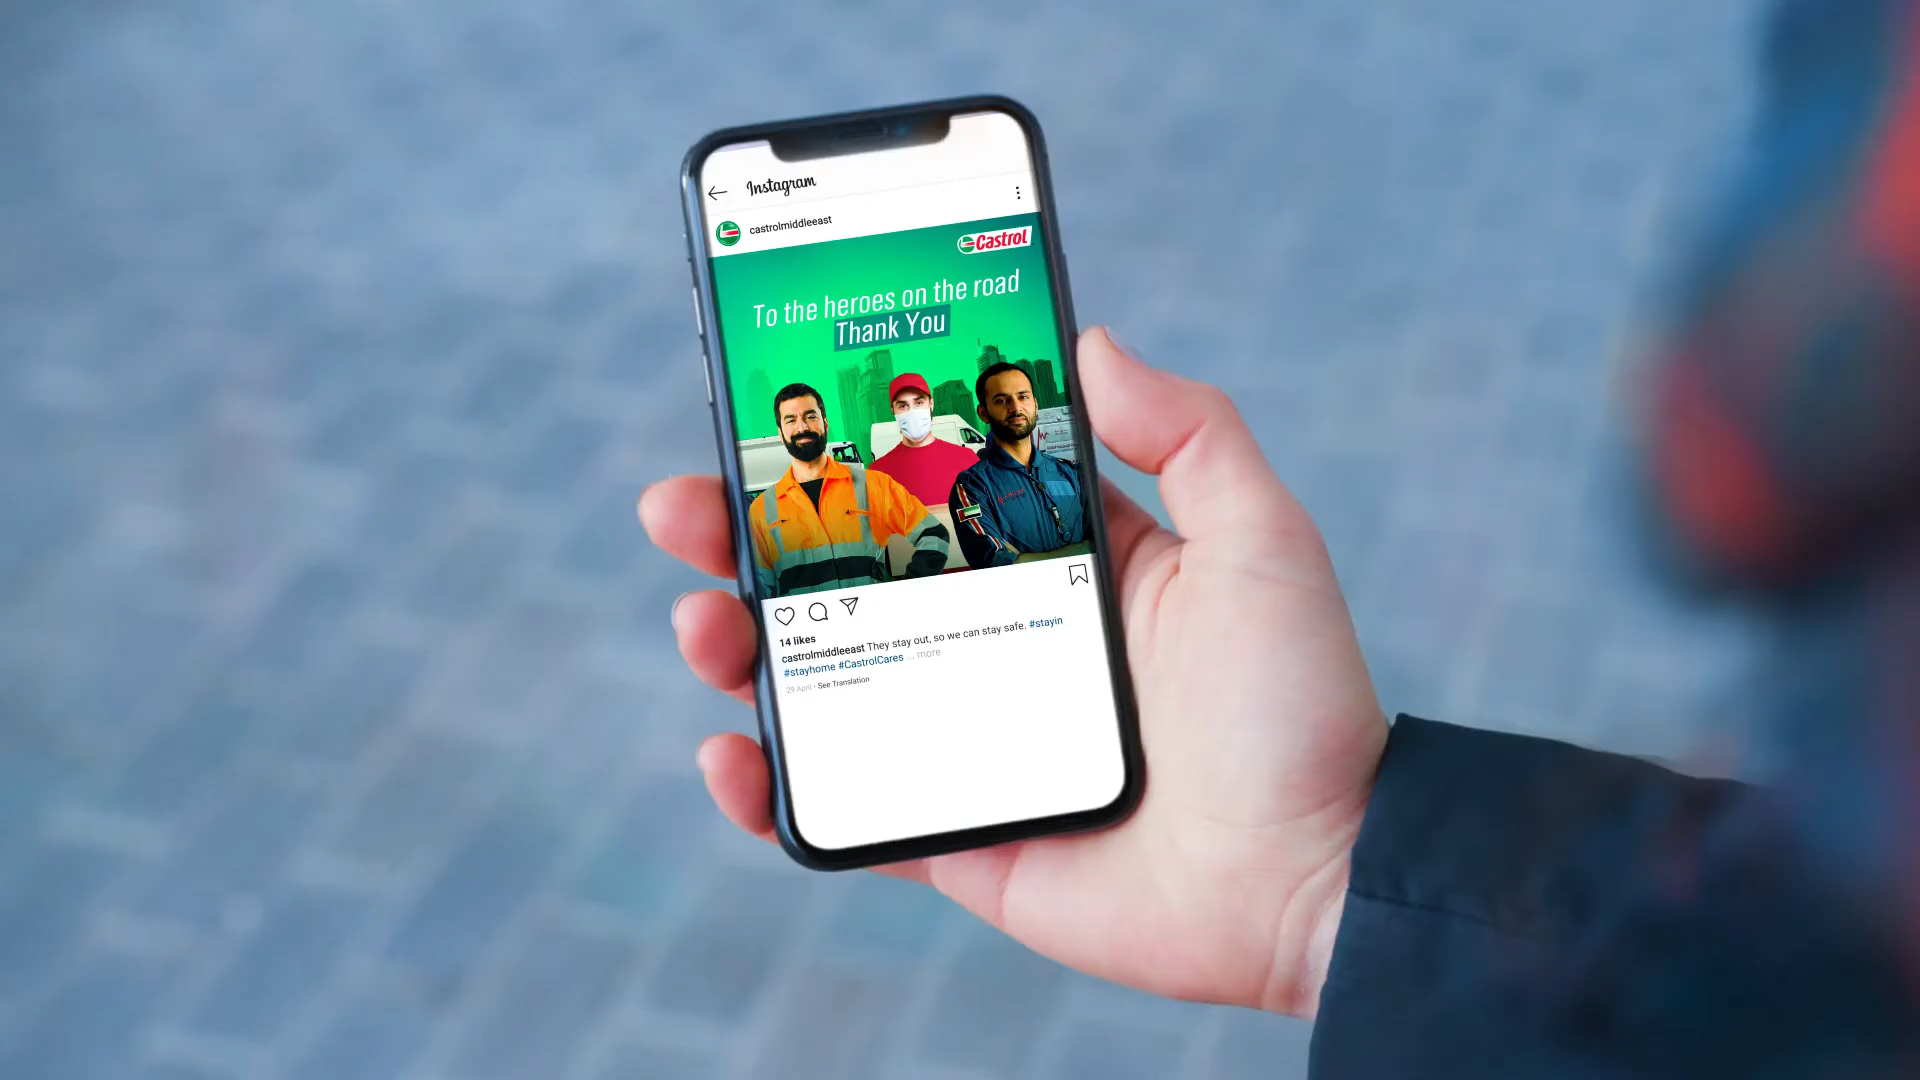 Instagram
castrolmiddleeast
Castrol
To the heroes on the road
Thank You
14 likes
castrolmiddleeast They stay out, so we can stay safe. #stayin
#stayhome #CastrolCares ... more
29 April · See Translation